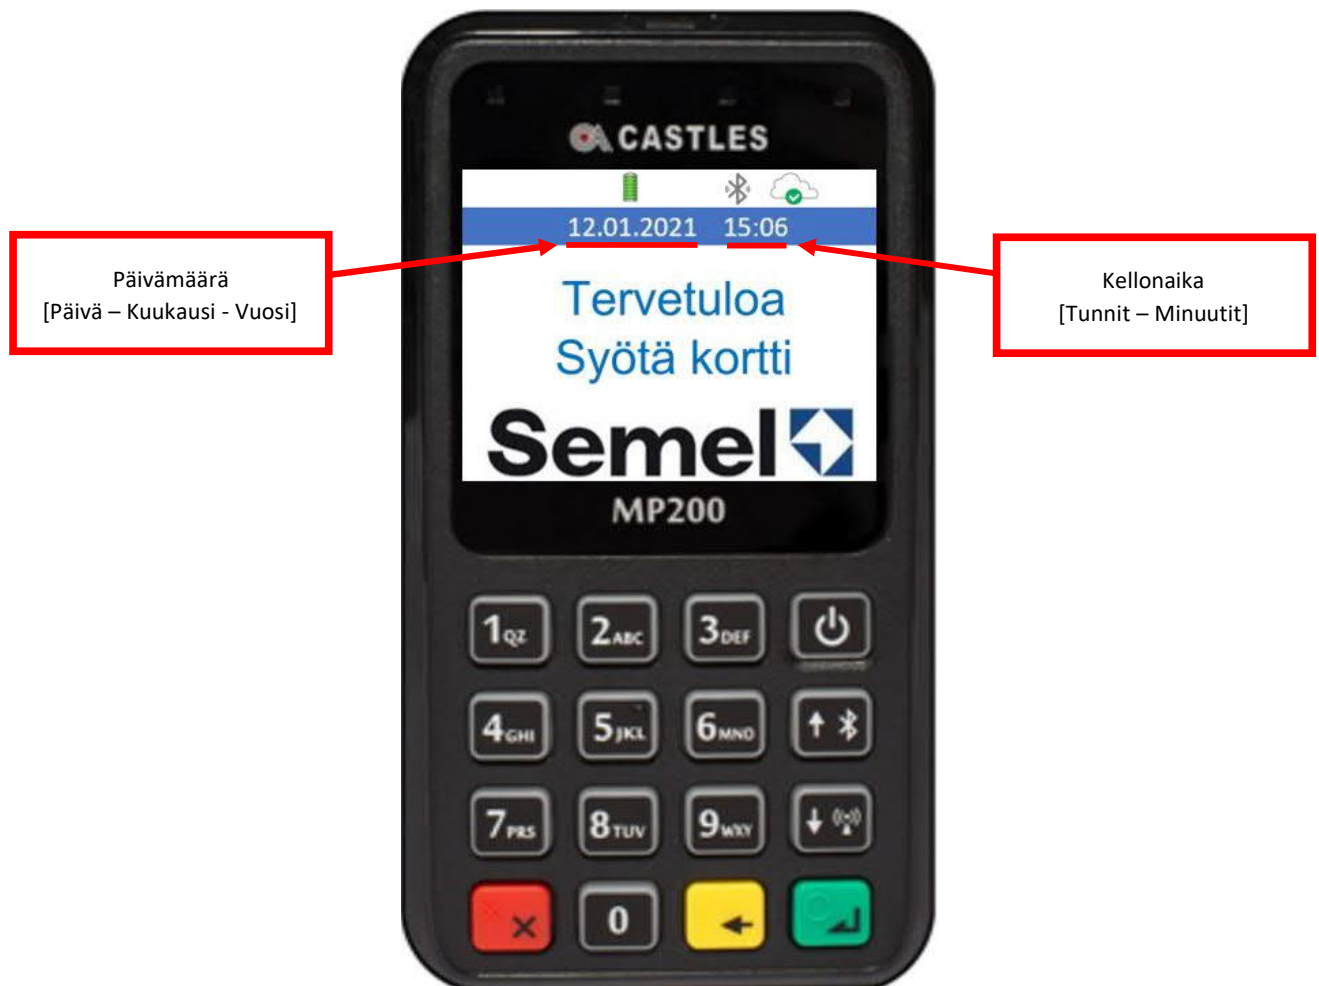 CASTLES
12.01.2021 15:06
Päivämäärä
[Päivä – Kuukausi - Vuosi]
Kellonaika
[Tunnit – Minuutit]
Tervetuloa
Syötä kortti
Semel
MP200
1QZ 2ABC 3DEF
4GHI 5JKL 6MNO
7PRS 8TUV 9WXY
0